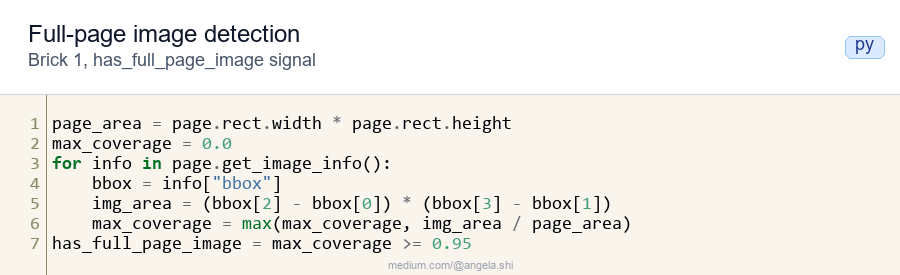 Full-page image detection
Brick 1, has_full_page_image signal
py
1 page_area = page.rect.width * page.rect.height
2 max_coverage = 0.0
3 for info in page.get_image_info():
4     bbox = info["bbox"]
5     img_area = (bbox[2] - bbox[0]) * (bbox[3] - bbox[1])
6     max_coverage = max(max_coverage, img_area / page_area)
7 has_full_page_image = max_coverage >= 0.95
medium.com/@angela.shi